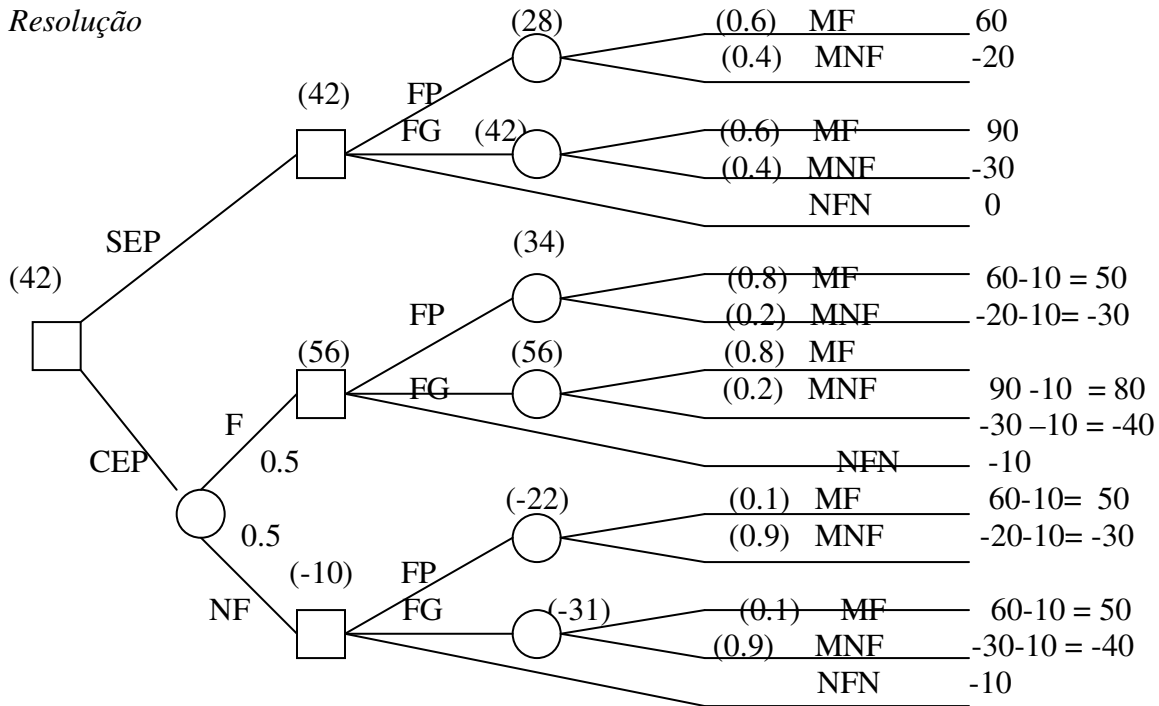 Resolução
(28) (0.6) MF 60
(0.4) MNF -20
(42) FP
FG (42) (0.6) MF 90
(0.4) MNF -30
NFN 0
SEP
(34)
(42) (0.8) MF 60-10 = 50
FP (0.2) MNF -20-10= -30
(56) (56) (0.8) MF
FG (0.2) MNF 90 -10 = 80
F -30 –10 = -40
CEP 0.5 NFN -10
(-22) (0.1) MF 60-10= 50
0.5 (0.9) MNF -20-10= -30
(-10) FP
NF FG (-31) (0.1) MF 60-10 = 50
(0.9) MNF -30-10 = -40
NFN -10